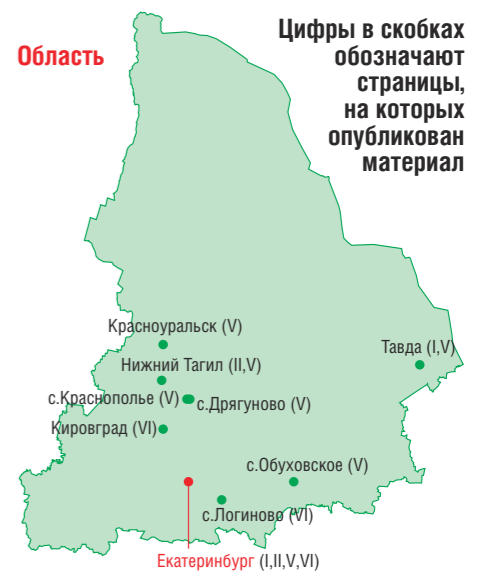 Область
Цифры в скобках
обозначают
страницы,
на которых
опубликован
материал
Красноуральск (V)
Тавда (I,V)
Нижний Тагил (II,V)
с.Краснополье (V)
с.Дрягуново (V)
Кировград (VI)
с.Обуховское (V)
с.Логиново (VI)
Екатеринбург (I,II,V,VI)